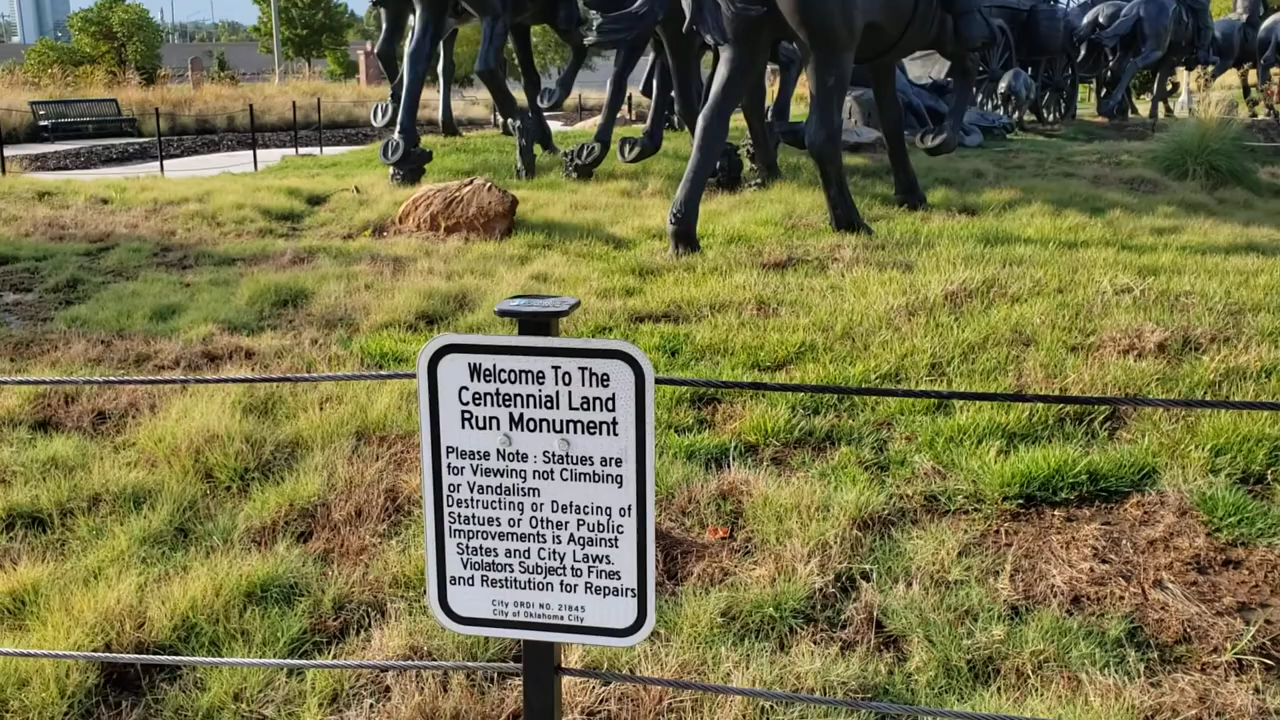 Welcome To The
Centennial Land
Run Monument
Please Note : Statues are
for Viewing not Climbing
or Vandalism
Destructing or Defacing of
Statues or Other Public
Improvements is Against
States and City Laws.
Violators Subject to Fines
and Restitution for Repairs
City ORDI NO. 21845
City of Oklahoma City